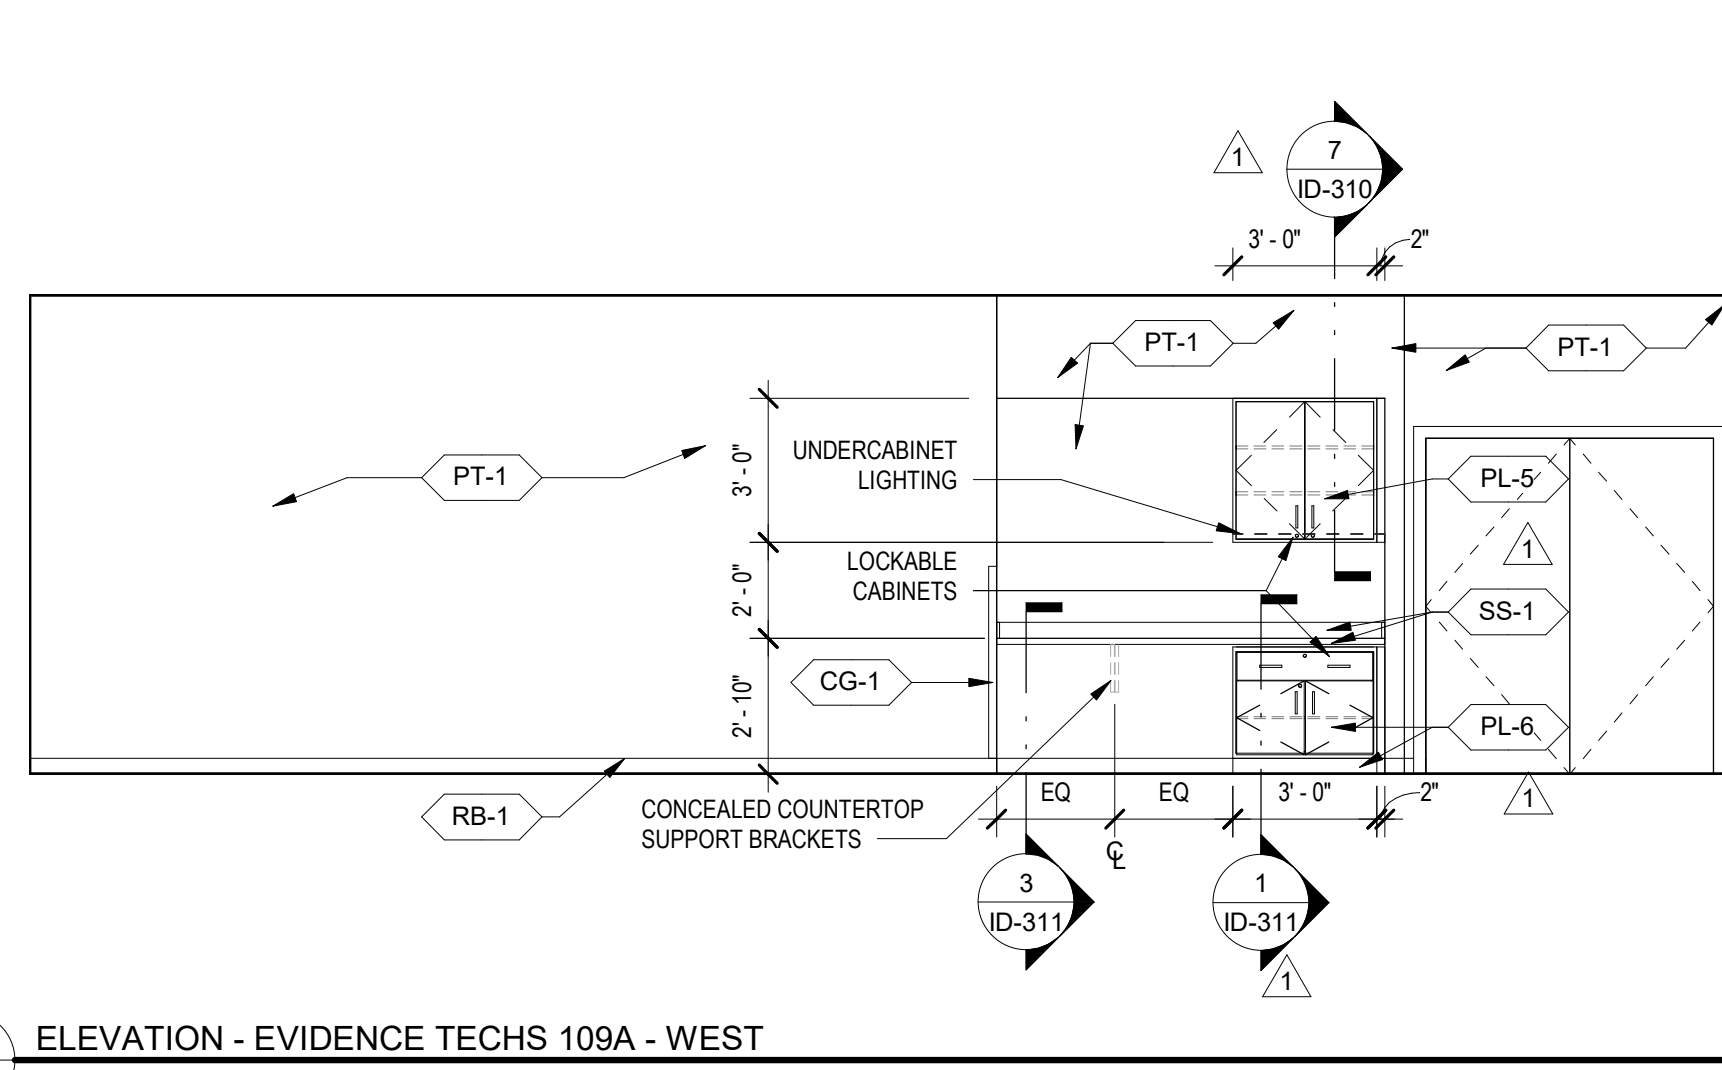 1
7
ID-310
3' - 0"
2"
PT-1
PT-1
PT-1
3' - 0"
UNDERCABINET
LIGHTING
PL-5
1
2' - 0"
LOCKABLE
CABINETS
SS-1
2' - 10"
CG-1
PL-6
RB-1
CONCEALED COUNTERTOP
SUPPORT BRACKETS
EQ
EQ
3' - 0"
2"
1
CL
3
ID-311
1
ID-311
1
ELEVATION - EVIDENCE TECHS 109A - WEST